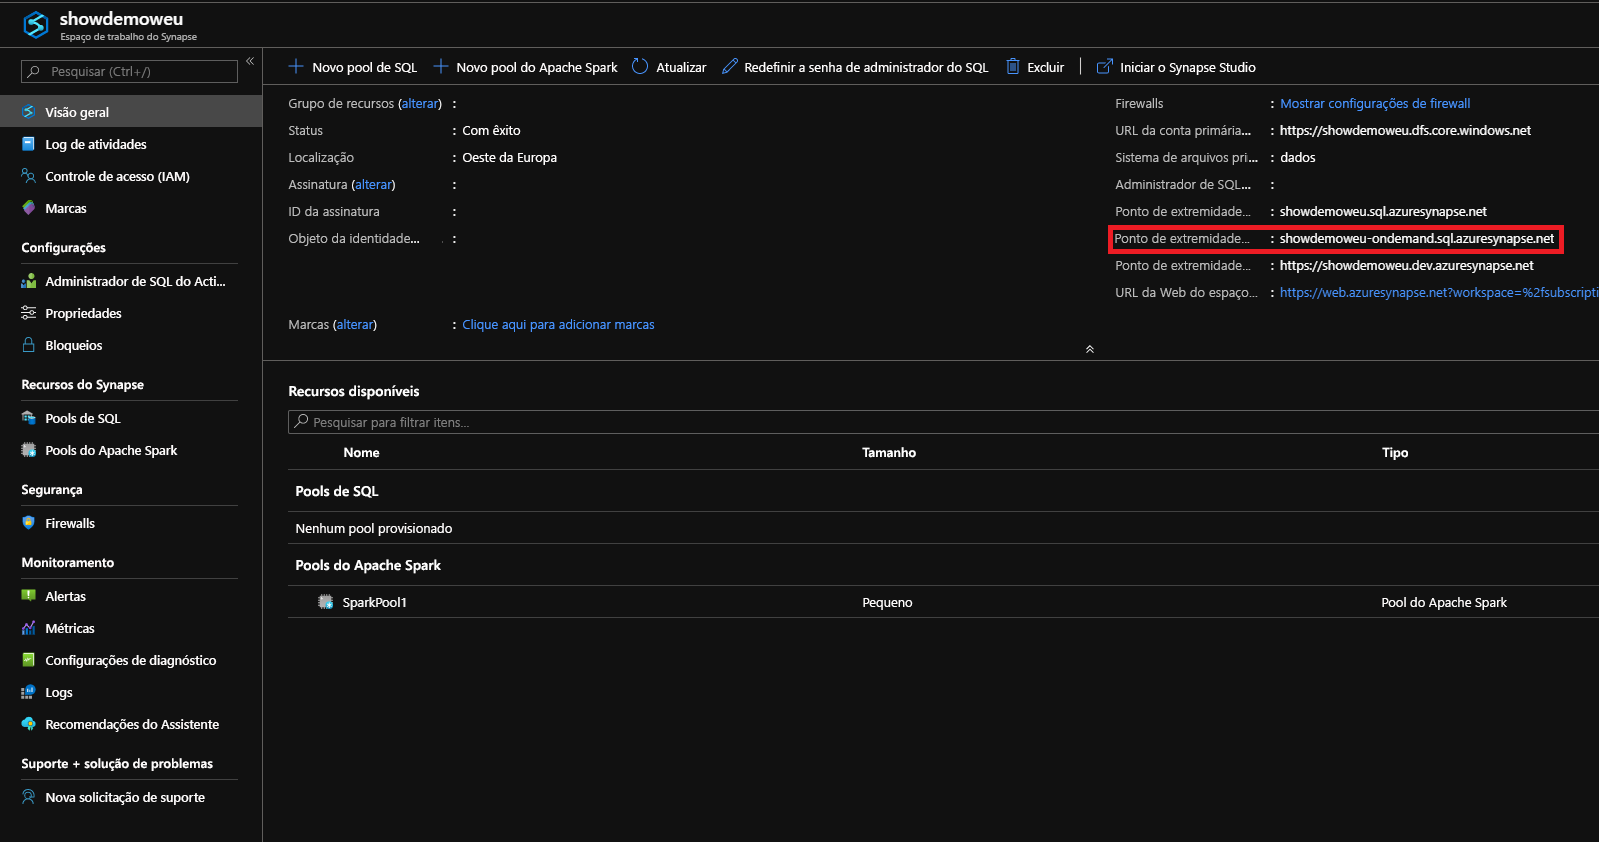 showdemoweu
Espaço de trabalho do Synapse
Pesquisar (Ctrl+/)
«
Visão geral
Log de atividades
Controle de acesso (IAM)
Marcas
Configurações
Administrador de SQL do Acti...
Propriedades
Bloqueios
Recursos do Synapse
Pools de SQL
Pools do Apache Spark
Segurança
Firewalls
Monitoramento
Alertas
Métricas
Configurações de diagnóstico
Logs
Recomendações do Assistente
Suporte + solução de problemas
Nova solicitação de suporte
Novo pool de SQL Novo pool do Apache Spark Atualizar Redefinir a senha de administrador do SQL Excluir Iniciar o Synapse Studio
Grupo de recursos (alterar) :
Status : Com êxito
Localização : Oeste da Europa
Assinatura (alterar) :
ID da assinatura :
Objeto da identidade... :
Marcas (alterar) : Clique aqui para adicionar marcas
Firewalls : Mostrar configurações de firewall
URL da conta primária... : https://showdemoweu.dfs.core.windows.net
Sistema de arquivos pri... : dados
Administrador de SQL... :
Ponto de extremidade... : showdemoweu.sql.azuresynapse.net
Ponto de extremidade... : showdemoweu-ondemand.sql.azuresynapse.net
Ponto de extremidade... : https://showdemoweu.dev.azuresynapse.net
URL da Web do espaço... : https://web.azuresynapse.net?workspace=%2fsubscripti
Recursos disponíveis
Pesquisar para filtrar itens...
Nome Tamanho Tipo
Pools de SQL
Nenhum pool provisionado
Pools do Apache Spark
SparkPool1 Pequeno Pool do Apache Spark